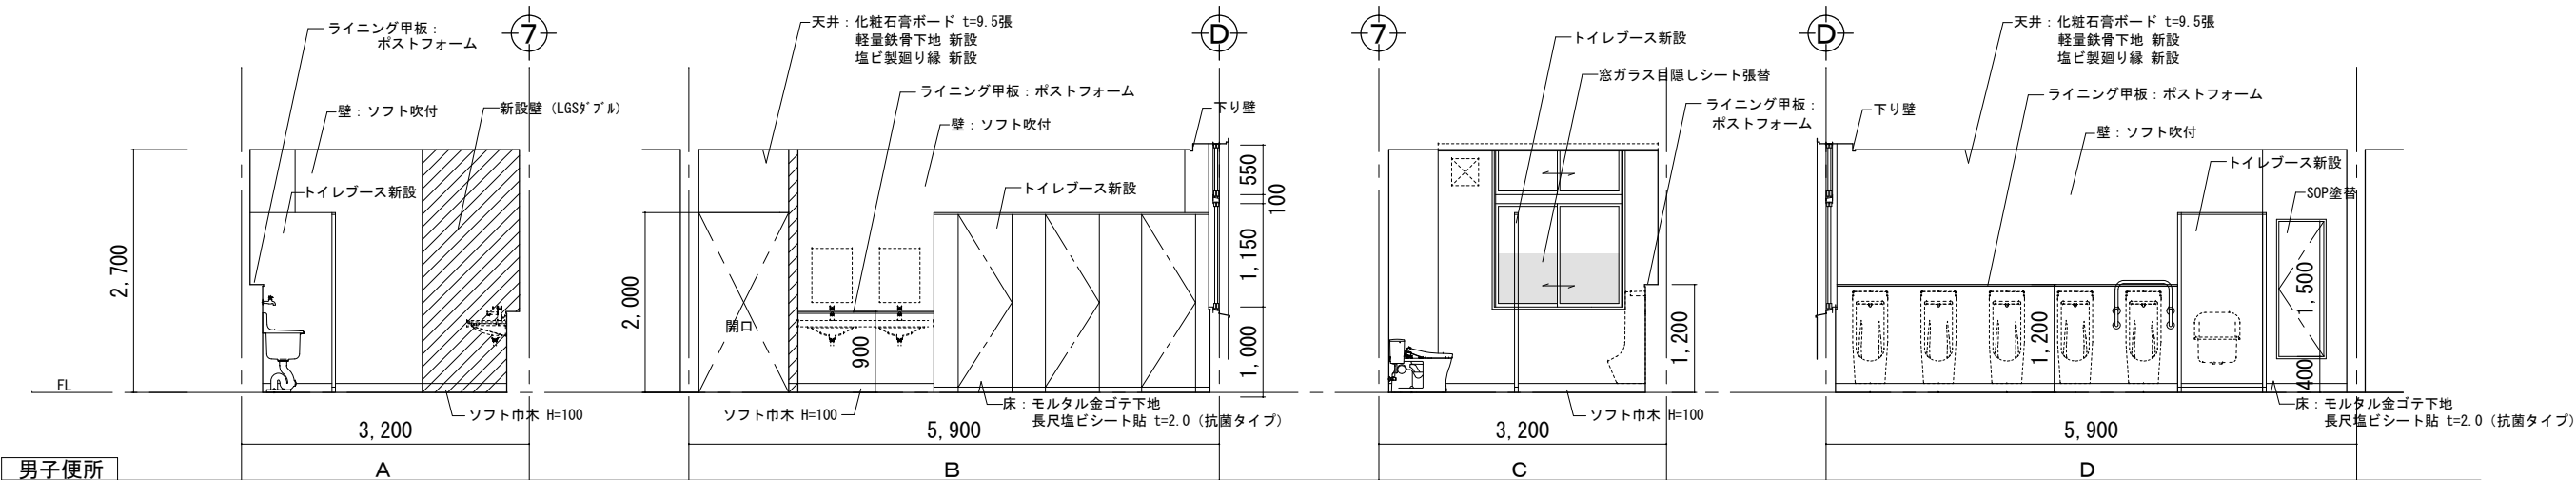 ライニング甲板：
ポストフォーム
7
壁：ソフト吹付
新設壁（LGSﾀﾞﾌﾞﾙ）
トイレブース新設
2,700
FL
ソフト巾木 H=100
3,200
A
男子便所
天井：化粧石膏ボード t=9.5張
軽量鉄骨下地 新設
塩ビ製廻り縁 新設
D
ライニング甲板：ポストフォーム
下り壁
壁：ソフト吹付
トイレブース新設
550
100
1,150
1,000
2,000
開口
900
ソフト巾木 H=100
床：モルタル金ゴテ下地
長尺塩ビシート貼 t=2.0（抗菌タイプ）
5,900
B
7
トイレブース新設
窓ガラス目隠しシート張替
ライニング甲板：
ポストフォーム
1,200
ソフト巾木 H=100
3,200
C
D
天井：化粧石膏ボード t=9.5張
軽量鉄骨下地 新設
塩ビ製廻り縁 新設
ライニング甲板：ポストフォーム
下り壁
壁：ソフト吹付
トイレブース新設
SOP塗替
1,500
1,200
400
床：モルタル金ゴテ下地
長尺塩ビシート貼 t=2.0（抗菌タイプ）
5,900
D